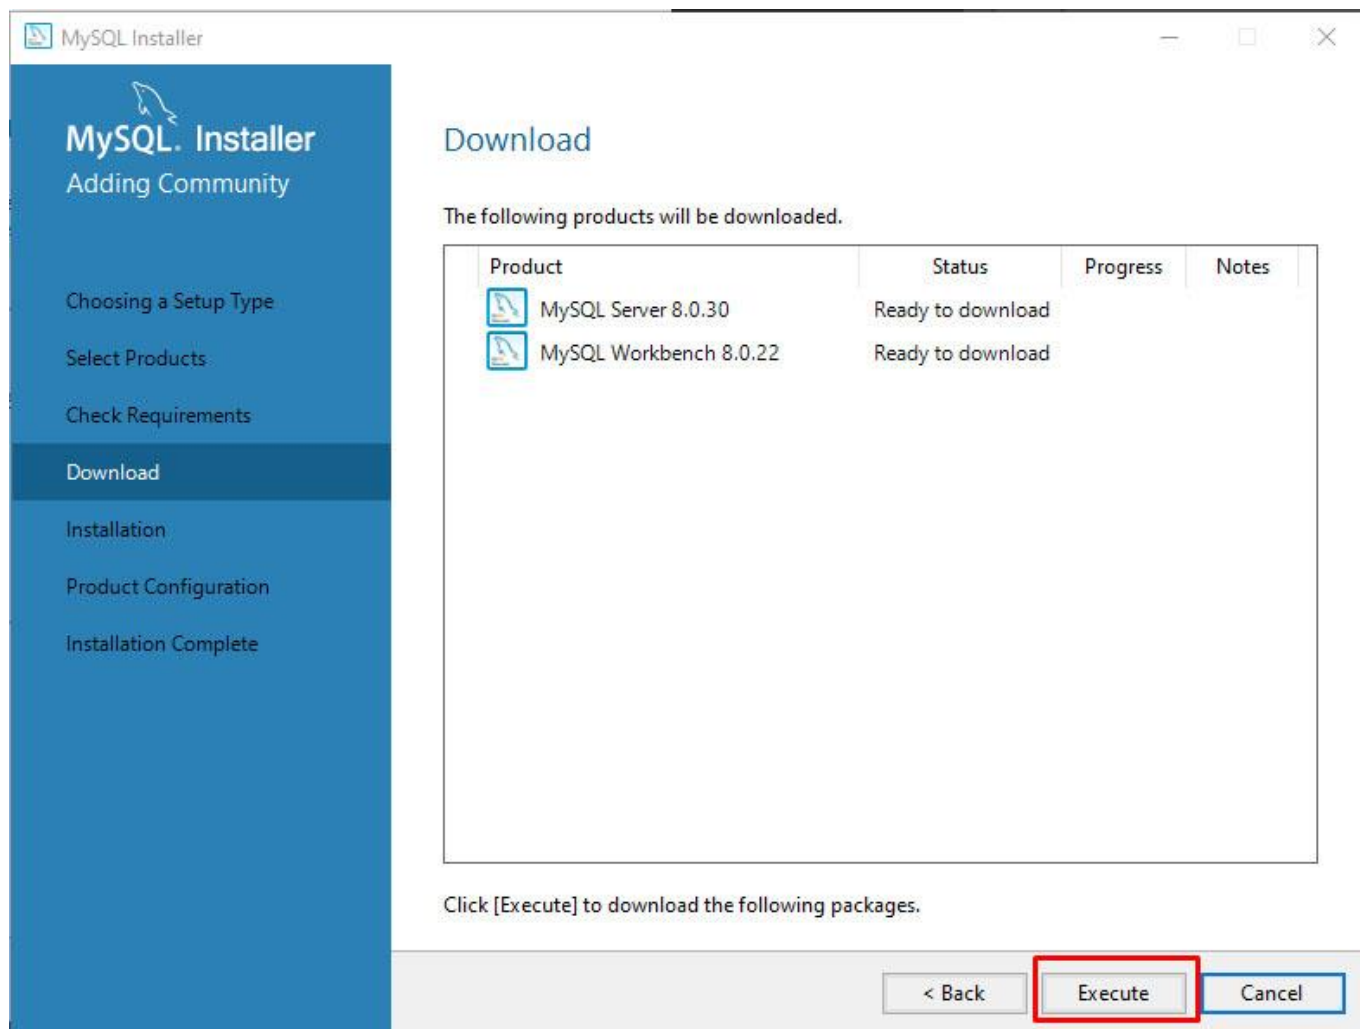 MySQL Installer
MySQL. Installer
Adding Community
Choosing a Setup Type
Select Products
Check Requirements
Download
Installation
Product Configuration
Installation Complete
Download
The following products will be downloaded.
Product Status Progress Notes
MySQL Server 8.0.30 Ready to download
MySQL Workbench 8.0.22 Ready to download
Click [Execute] to download the following packages.
< Back Execute Cancel